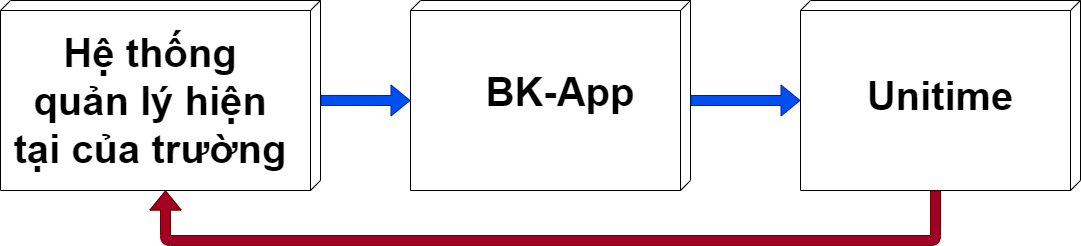 Hệ thống
quản lý hiện
tại của trường
BK-App
Unitime